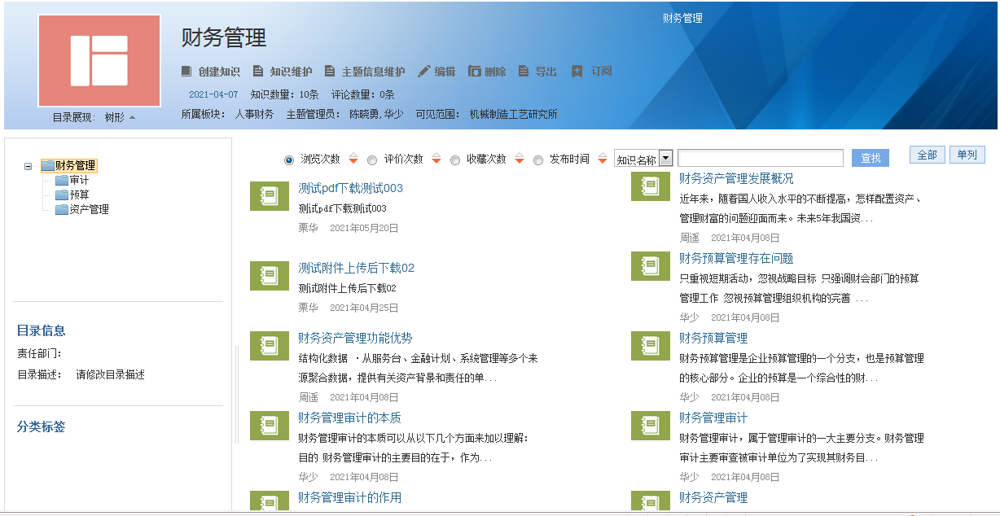 财务管理
财务管理
创建知识 知识维护 主题信息维护 编辑 删除 导出 订阅
2021-04-07 知识数量：10条 评论数量：0条
目录展现： 树形
所属板块： 人事财务 主题管理员： 陈晓勇,华少 可见范围： 机械制造工艺研究所
财务管理
审计
预算
资产管理
目录信息
责任部门：
目录描述： 请修改目录描述
分类标签
浏览次数 评价次数 收藏次数 发布时间 知识名称 查找 全部 单列
测试pdf下载测试003
测试pdf下载测试003
栗华 2021年05月20日
财务资产管理发展概况
近年来，随着国人收入水平的不断提高，怎样配置资产、
管理财富的问题迎面而来。未来5年我国资...
周遥 2021年04月08日
测试附件上传后下载02
测试附件上传后下载02
栗华 2021年04月25日
财务预算管理存在问题
只重视短期活动，忽视战略目标 只强调财会部门的预算
管理工作 忽视预算管理组织机构的完善 ...
华少 2021年04月08日
财务资产管理功能优势
结构化数据 ·从服务台、金融计划、系统管理等多个来
源聚合数据，提供有关资产背景和责任的单...
周遥 2021年04月08日
财务预算管理
财务预算管理是企业预算管理的一个分支，也是预算管理
的核心部分。企业的预算是一个综合性的财...
华少 2021年04月08日
财务管理审计的本质
财务管理审计的本质可以从以下几个方面来加以理解：
目的 财务管理审计的主要目的在于，作为...
华少 2021年04月08日
财务管理审计
财务管理审计，属于管理审计的一大主要分支。财务管理
审计主要审查被审计单位为了实现其财务目...
华少 2021年04月08日
财务管理审计的作用
财务资产管理